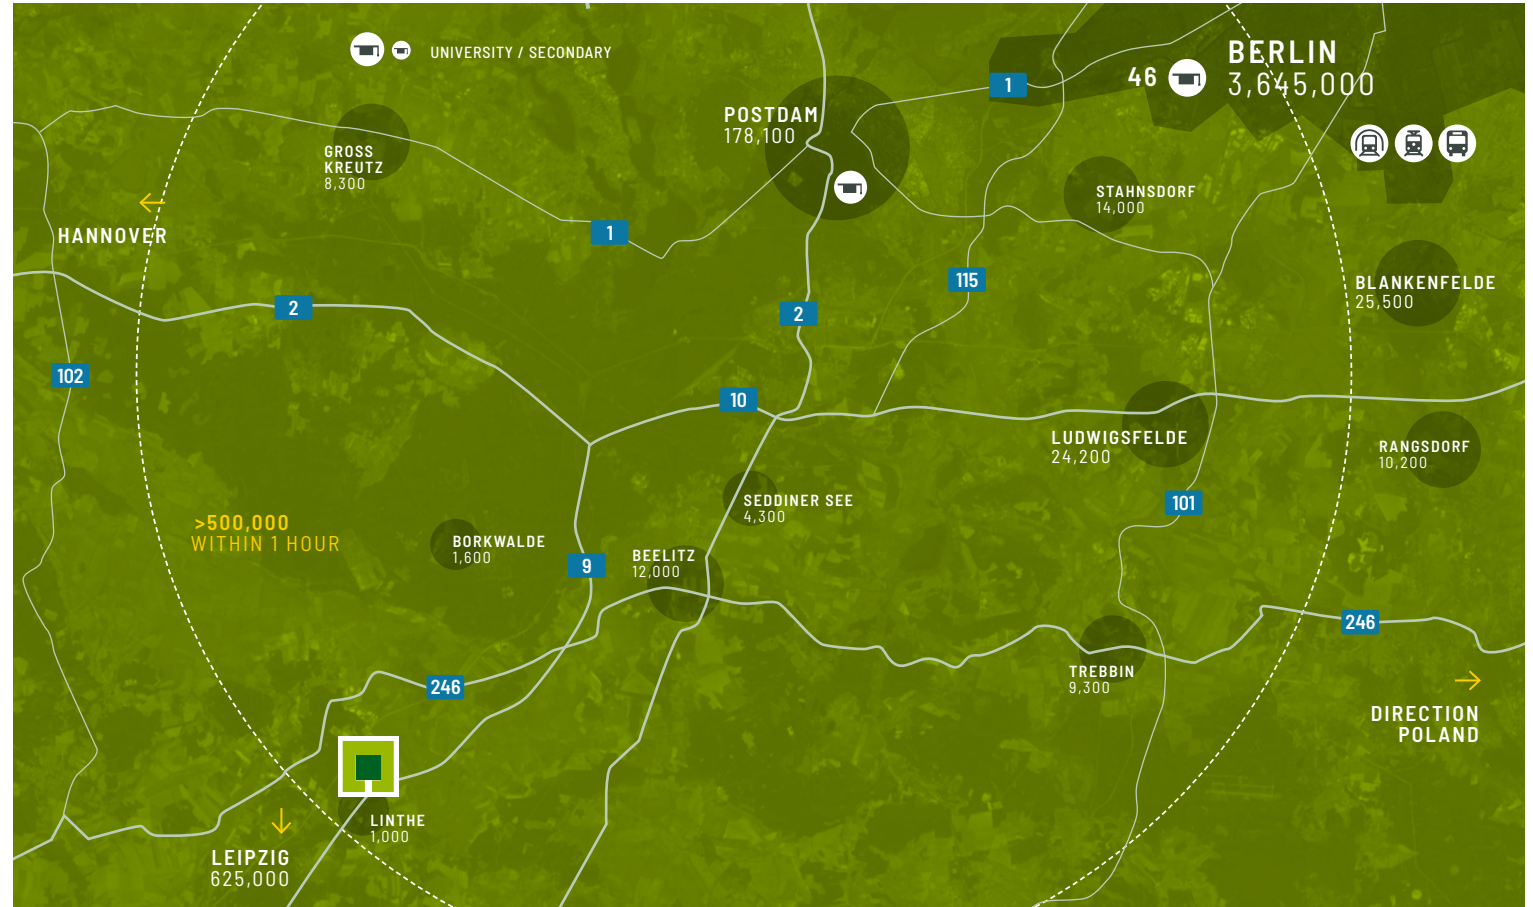 UNIVERSITY / SECONDARY
BERLIN
46
3,645,000
1
POSTDAM
178,100
GROSS
KREUTZ
8,300
STAHNSDORF
14,000
HANNOVER
1
115
BLANKENFELDE
25,500
2
2
102
10
LUDWIGSFELDE
24,200
RANGSDORF
10,200
SEDDINER SEE
4,300
101
>500,000
WITHIN 1 HOUR
BORKWALDE
1,600
9
BEELITZ
12,000
246
TREBBIN
9,300
246
DIRECTION
POLAND
LINTHE
1,000
LEIPZIG
625,000